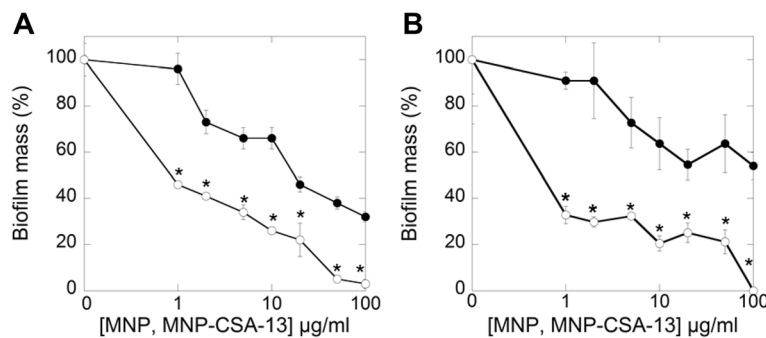 A
B
100
80
60
40
20
0
Biofilm mass (%)
* * * * * * *
0 1 10 100
[MNP, MNP-CSA-13] µg/ml
100
80
60
40
20
0
Biofilm mass (%)
* * * * * * *
0 1 10 100
[MNP, MNP-CSA-13] µg/ml